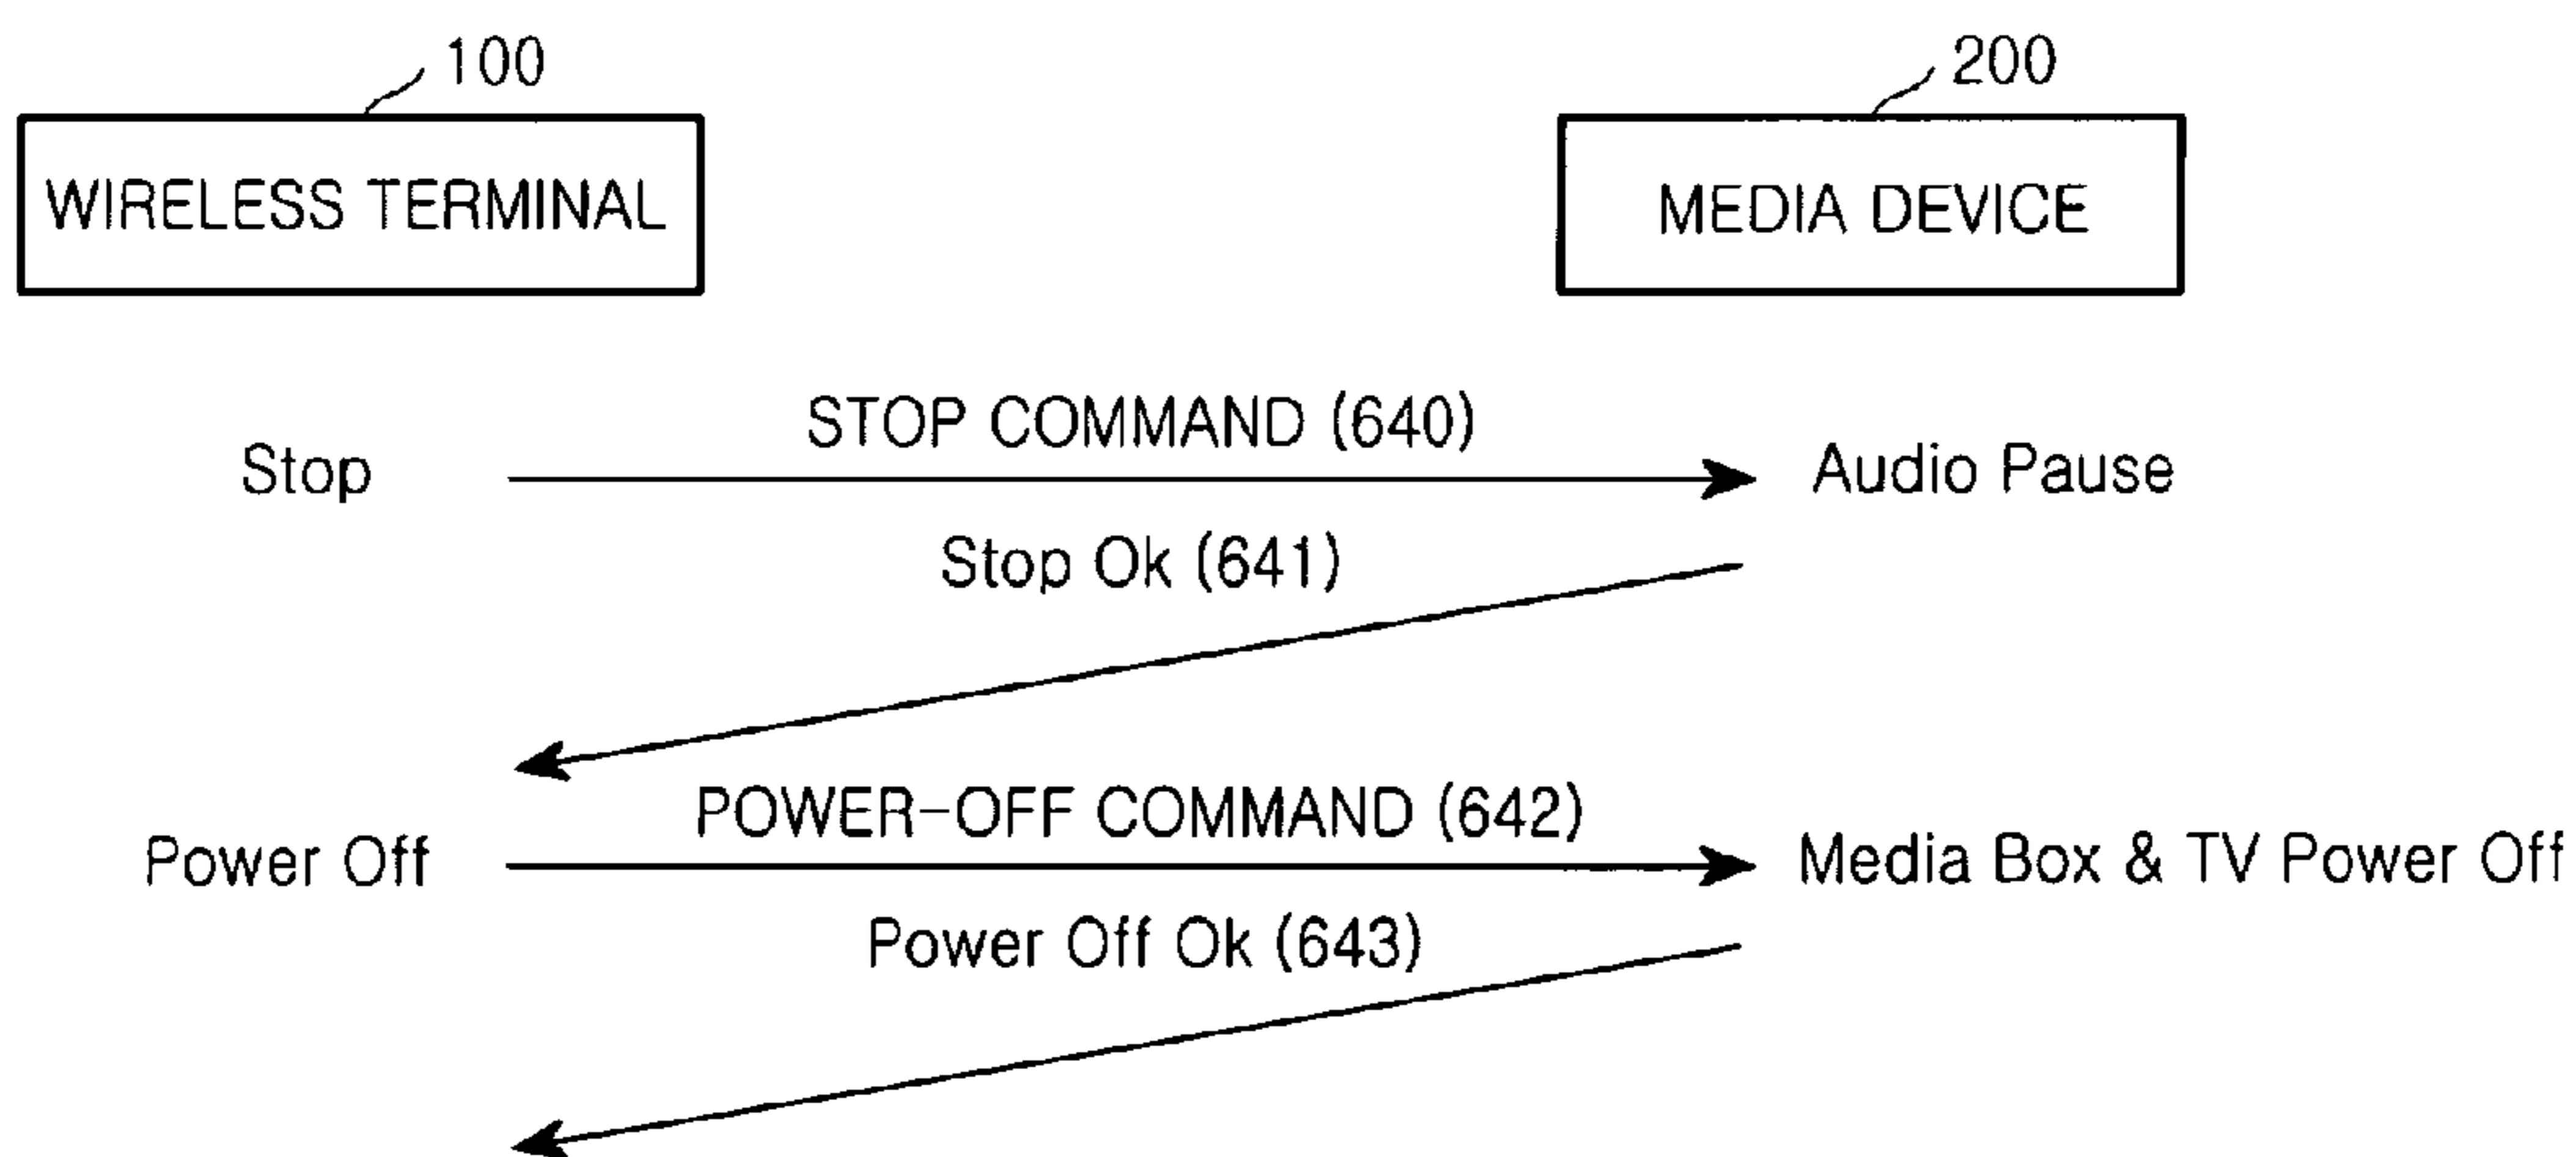 100
200
WIRELESS TERMINAL
MEDIA DEVICE
STOP COMMAND (640)
Stop
Audio Pause
Stop Ok (641)
POWER-OFF COMMAND (642)
Power Off
Media Box & TV Power Off
Power Off Ok (643)